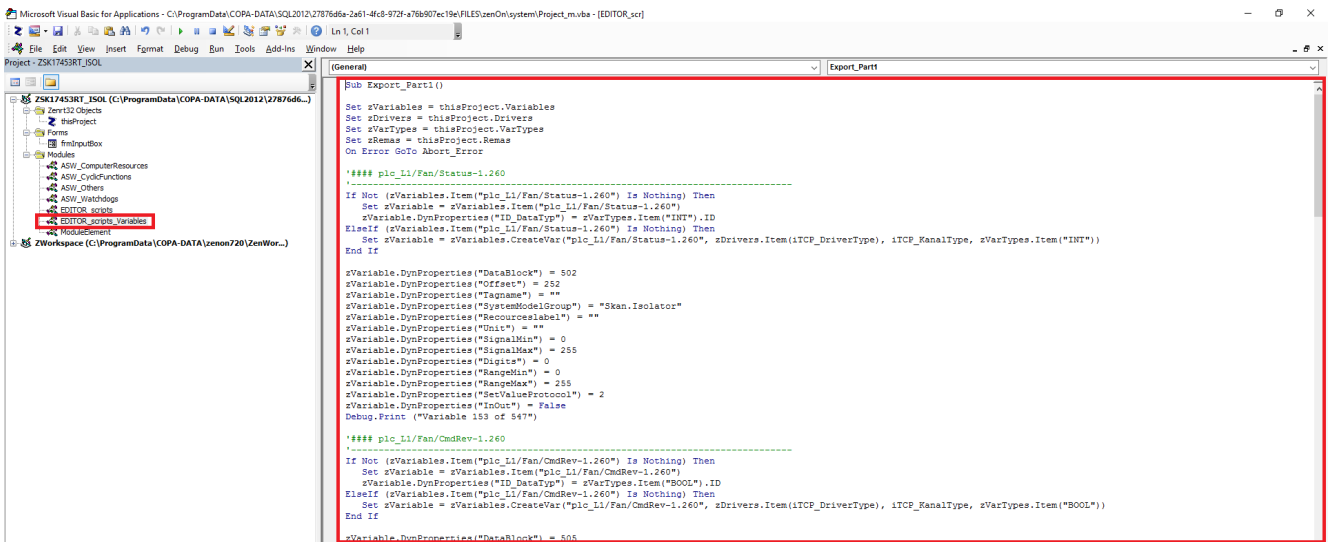 Microsoft Visual Basic for Applications - C:\ProgramData\COPA-DATA\SQL2012\27876d6a-2a61-4fc8-972f-a76b907ec19e\FILES\zenOn\system\Project_m.vba - [EDITOR_scr]
Ln 1, Col 1
File Edit View Insert Format Debug Run Tools Add-Ins Window Help
Project - ZSK17453RT_ISOL
ZSK17453RT_ISOL (C:\ProgramData\COPA-DATA\SQL2012\27876d6...)
Zenrt32 Objects
thisProject
Forms
frmInputBox
Modules
ASW_ComputerResources
ASW_CyclicFunctions
ASW_Others
ASW_Watchdogs
EDITOR_scripts
EDITOR_scripts_Variables
ModuleElement
ZWorkspace (C:\ProgramData\COPA-DATA\zenon720\ZenWor...)
(General)
Export_Part1
Sub Export_Part1()
Set zVariables = thisProject.Variables
Set zDrivers = thisProject.Drivers
Set zVarTypes = thisProject.VarTypes
Set zRemas = thisProject.Remas
On Error GoTo Abort_Error
'#### plc_L1/Fan/Status-1.260
'--------------------------------------------------------------------------------
If Not (zVariables.Item("plc_L1/Fan/Status-1.260") Is Nothing) Then
Set zVariable = zVariables.Item("plc_L1/Fan/Status-1.260")
zVariable.DynProperties("ID_DataTyp") = zVarTypes.Item("INT").ID
ElseIf (zVariables.Item("plc_L1/Fan/Status-1.260") Is Nothing) Then
Set zVariable = zVariables.CreateVar("plc_L1/Fan/Status-1.260", zDrivers.Item(iTCP_DriverType), iTCP_KanalType, zVarTypes.Item("INT"))
End If
zVariable.DynProperties("DataBlock") = 502
zVariable.DynProperties("Offset") = 252
zVariable.DynProperties("Tagname") = ""
zVariable.DynProperties("SystemModelGroup") = "Skan.Isolator"
zVariable.DynProperties("Recourceslabel") = ""
zVariable.DynProperties("Unit") = ""
zVariable.DynProperties("SignalMin") = 0
zVariable.DynProperties("SignalMax") = 255
zVariable.DynProperties("Digits") = 0
zVariable.DynProperties("RangeMin") = 0
zVariable.DynProperties("RangeMax") = 255
zVariable.DynProperties("SetValueProtocol") = 2
zVariable.DynProperties("InOut") = False
Debug.Print ("Variable 153 of 547")
'#### plc_L1/Fan/CmdRev-1.260
'--------------------------------------------------------------------------------
If Not (zVariables.Item("plc_L1/Fan/CmdRev-1.260") Is Nothing) Then
Set zVariable = zVariables.Item("plc_L1/Fan/CmdRev-1.260")
zVariable.DynProperties("ID_DataTyp") = zVarTypes.Item("BOOL").ID
ElseIf (zVariables.Item("plc_L1/Fan/CmdRev-1.260") Is Nothing) Then
Set zVariable = zVariables.CreateVar("plc_L1/Fan/CmdRev-1.260", zDrivers.Item(iTCP_DriverType), iTCP_KanalType, zVarTypes.Item("BOOL"))
End If
zVariable.DynProperties("DataBlock") = 505